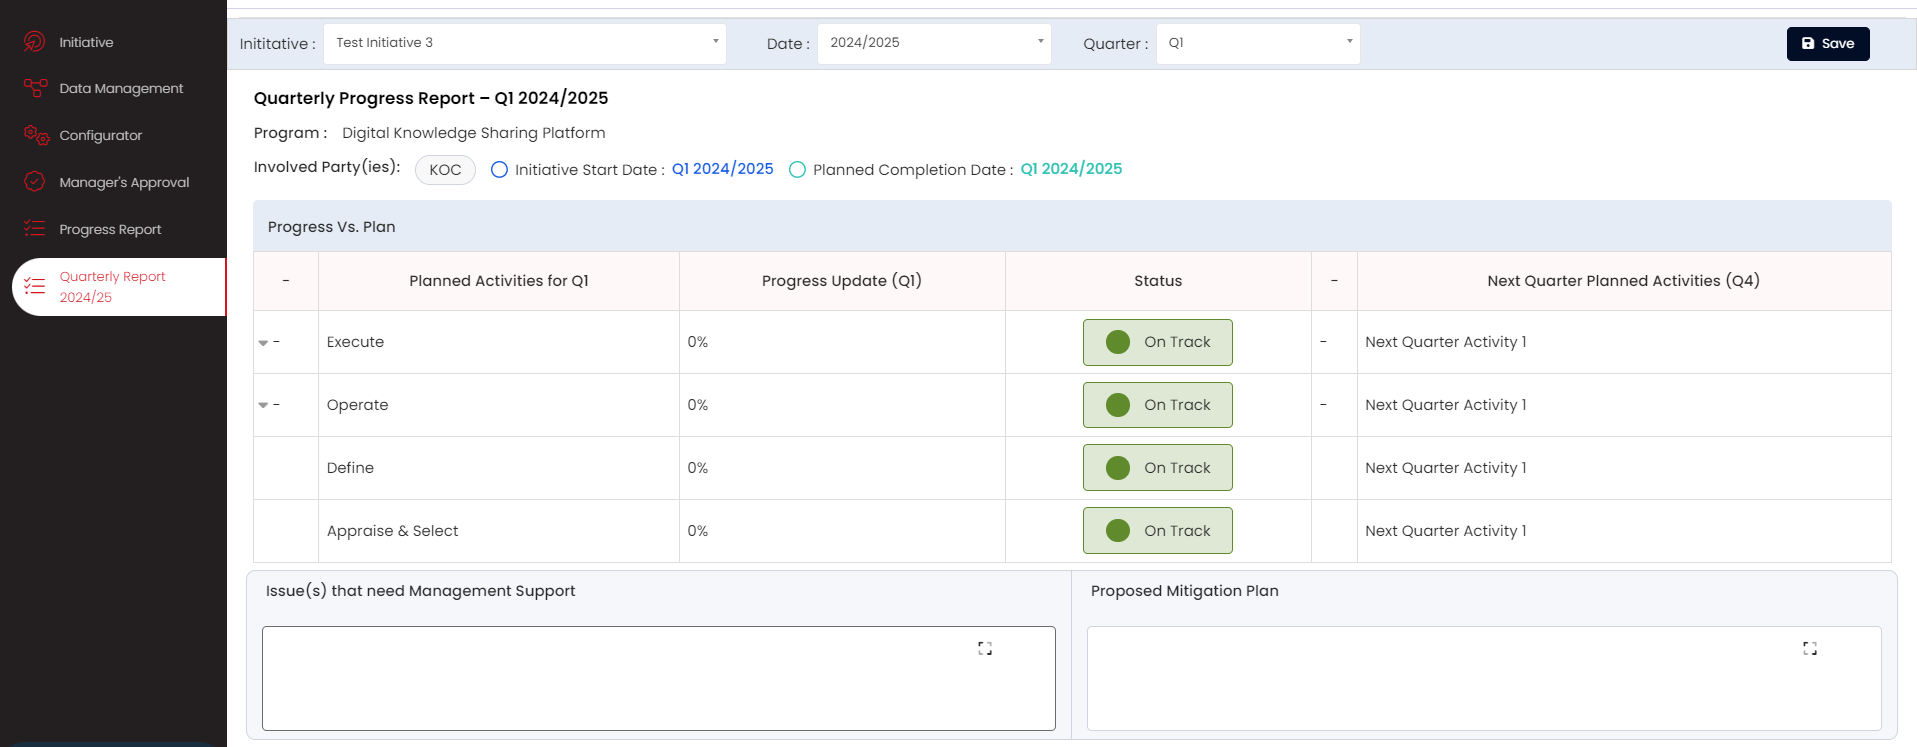 Initiative
Data Management
Configurator
Manager's Approval
Progress Report
Quarterly Report
2024/25
Inititative : Test Initiative 3 Date : 2024/2025 Quarter : Q1 Save
Quarterly Progress Report – Q1 2024/2025
Program : Digital Knowledge Sharing Platform
Involved Party(ies): KOC Initiative Start Date : Q1 2024/2025 Planned Completion Date : Q1 2024/2025
Progress Vs. Plan
- Planned Activities for Q1 Progress Update (Q1) Status - Next Quarter Planned Activities (Q4)
- Execute 0% On Track - Next Quarter Activity 1
- Operate 0% On Track - Next Quarter Activity 1
Define 0% On Track Next Quarter Activity 1
Appraise & Select 0% On Track Next Quarter Activity 1
Issue(s) that need Management Support Proposed Mitigation Plan